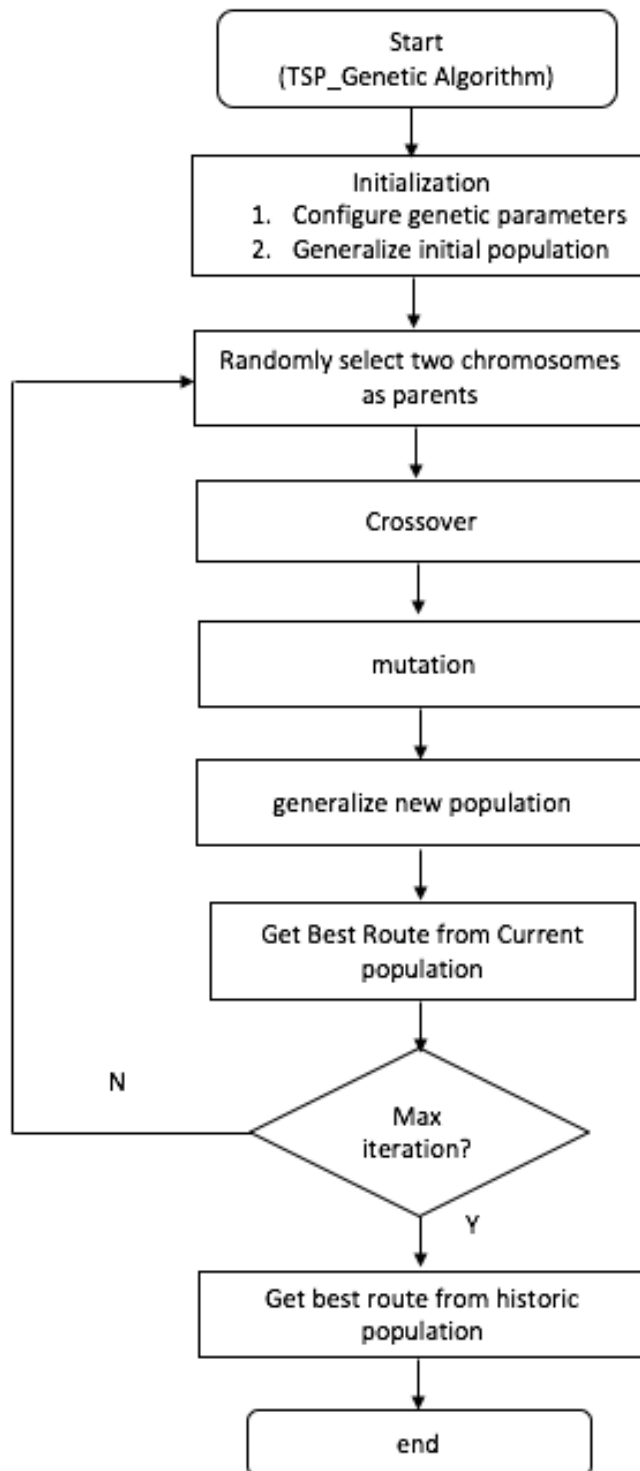 Start
(TSP_Genetic Algorithm)
Initialization
1. Configure genetic parameters
2. Generalize initial population
Randomly select two chromosomes
as parents
Crossover
mutation
generalize new population
Get Best Route from Current
population
N
Max
iteration?
Y
Get best route from historic
population
end